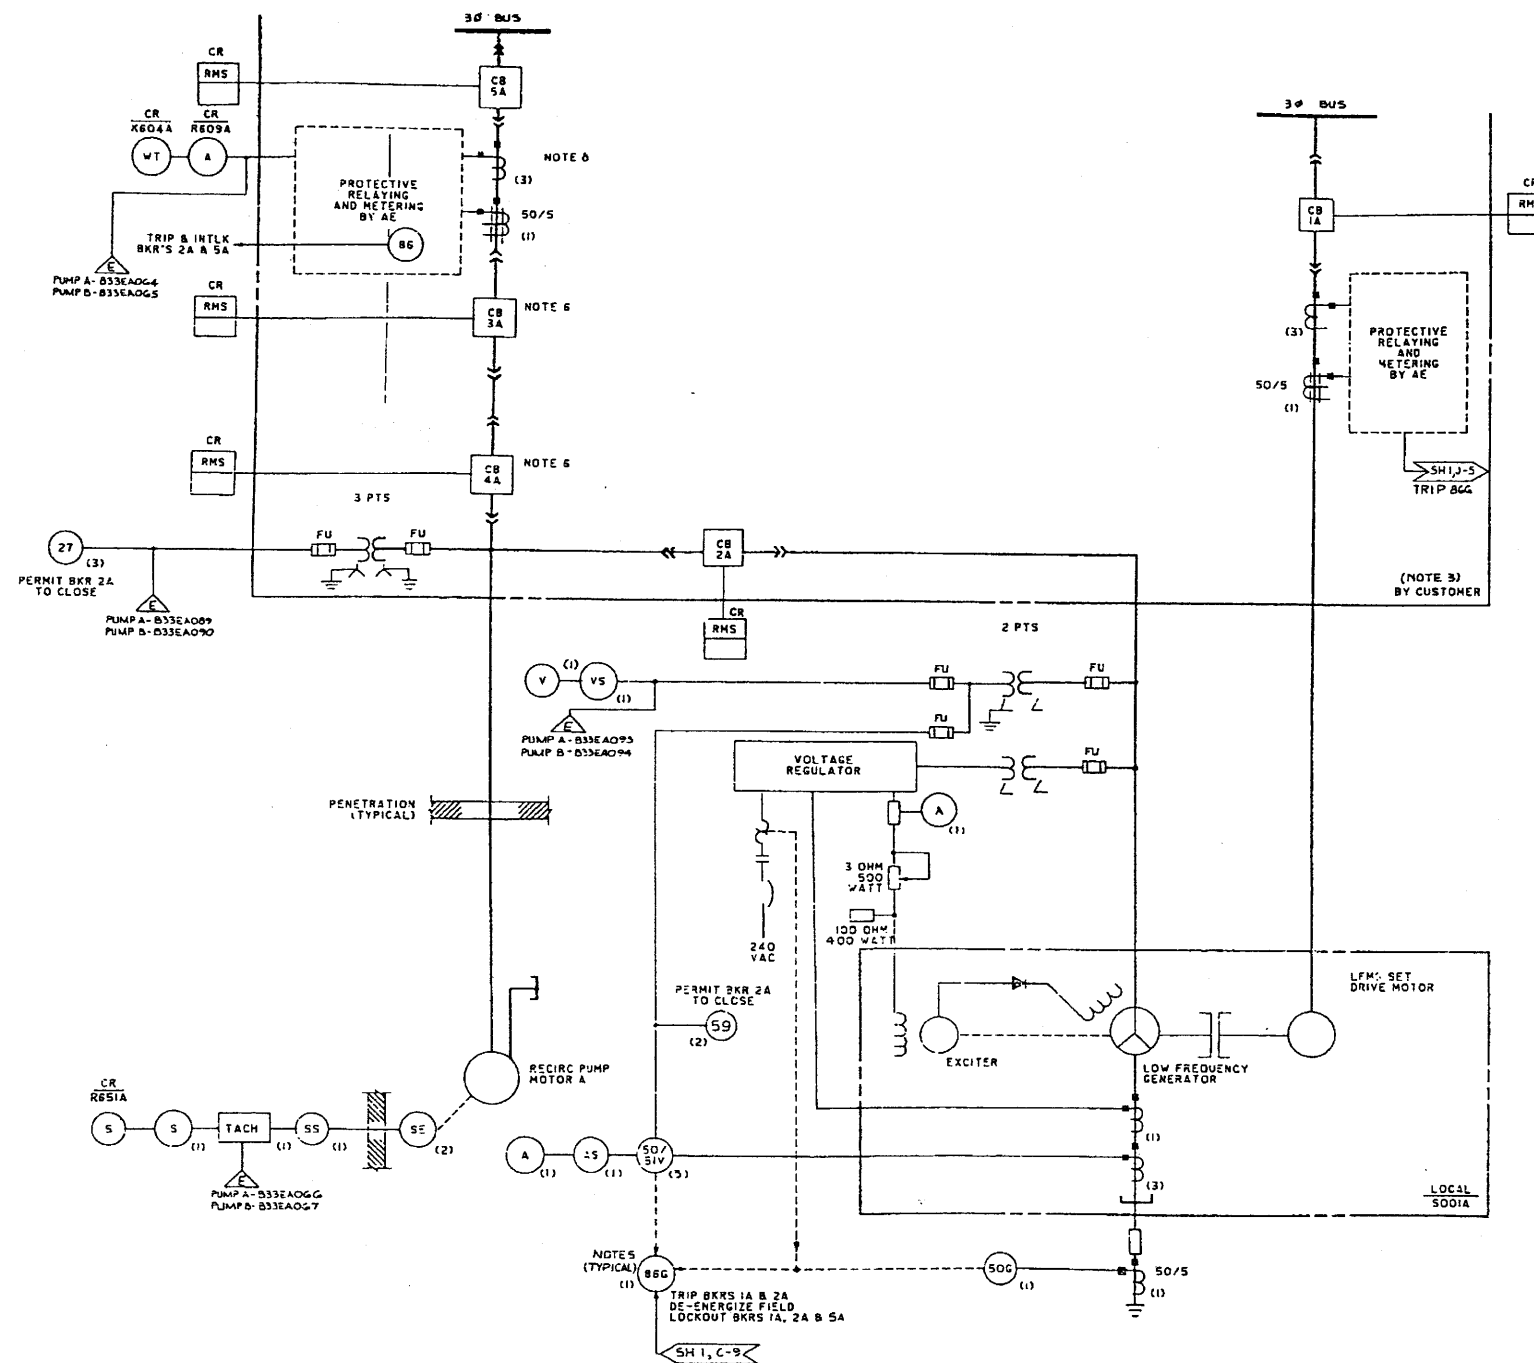 3Ø BUS
CR
RMS
CB
5A
CR
K604A
CR
R609A
WT
A
NOTE 8
(3)
PROTECTIVE
RELAYING
AND METERING
BY AE
50/5
(1)
TRIP & INTLK
BKR'S 2A & 5A
86
E
PUMP A- B33EA064
PUMP B- B33EA065
CR
RMS
CB
3A
NOTE 6
CR
RMS
CB
4A
NOTE 6
3 PTS
3Ø BUS
CB
1A
CR
(3)
PROTECTIVE
RELAYING
AND
METERING
BY AE
50/5
(1)
SH 1, J-5
TRIP 86G
27
(3)
PERMIT BKR 2A
TO CLOSE
FU
FU
CB
2A
E
PUMP A- B33EA089
PUMP B- B33EA090
CR
RMS
(NOTE 3)
BY CUSTOMER
2 PTS
V
(1)
VS
(1)
FU
FU
E
PUMP A- B33EA093
PUMP B- B33EA094
FU
VOLTAGE
REGULATOR
FU
PENETRATION
(TYPICAL)
A
(1)
3 OHM
500
WATT
100 OHM
400 WATT
240
VAC
PERMIT BKR 2A
TO CLOSE
59
(2)
LFMG SET
DRIVE MOTOR
EXCITER
LOW FREQUENCY
GENERATOR
RECIRC PUMP
MOTOR A
CR
R651A
S
S
(1)
TACH
(1)
SS
(1)
SE
(2)
E
PUMP A- B33EA066
PUMP B- B33EA067
A
(1)
AS
(1)
50/
51V
(3)
(1)
(3)
LOCAL
S001A
NOTE 5
(TYPICAL)
(1)
86G
TRIP BKRS 1A & 2A
DE-ENERGIZE FIELD
LOCKOUT BKRS 1A, 2A & 5A
50G
(1)
50/5
(1)
SH 1, C-9